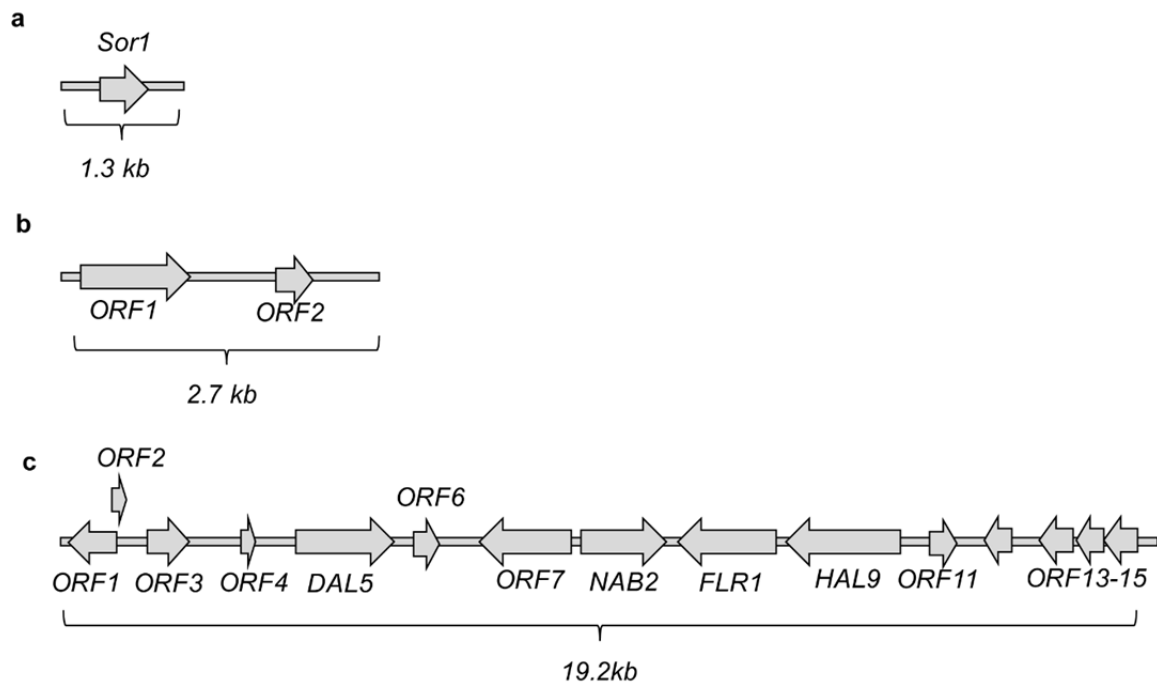 a
Sor1
1.3 kb
b
ORF1 ORF2
2.7 kb
c
ORF2
ORF6
ORF1 ORF3 ORF4 DAL5 ORF7 NAB2 FLR1 HAL9 ORF11 ORF13-15
19.2kb